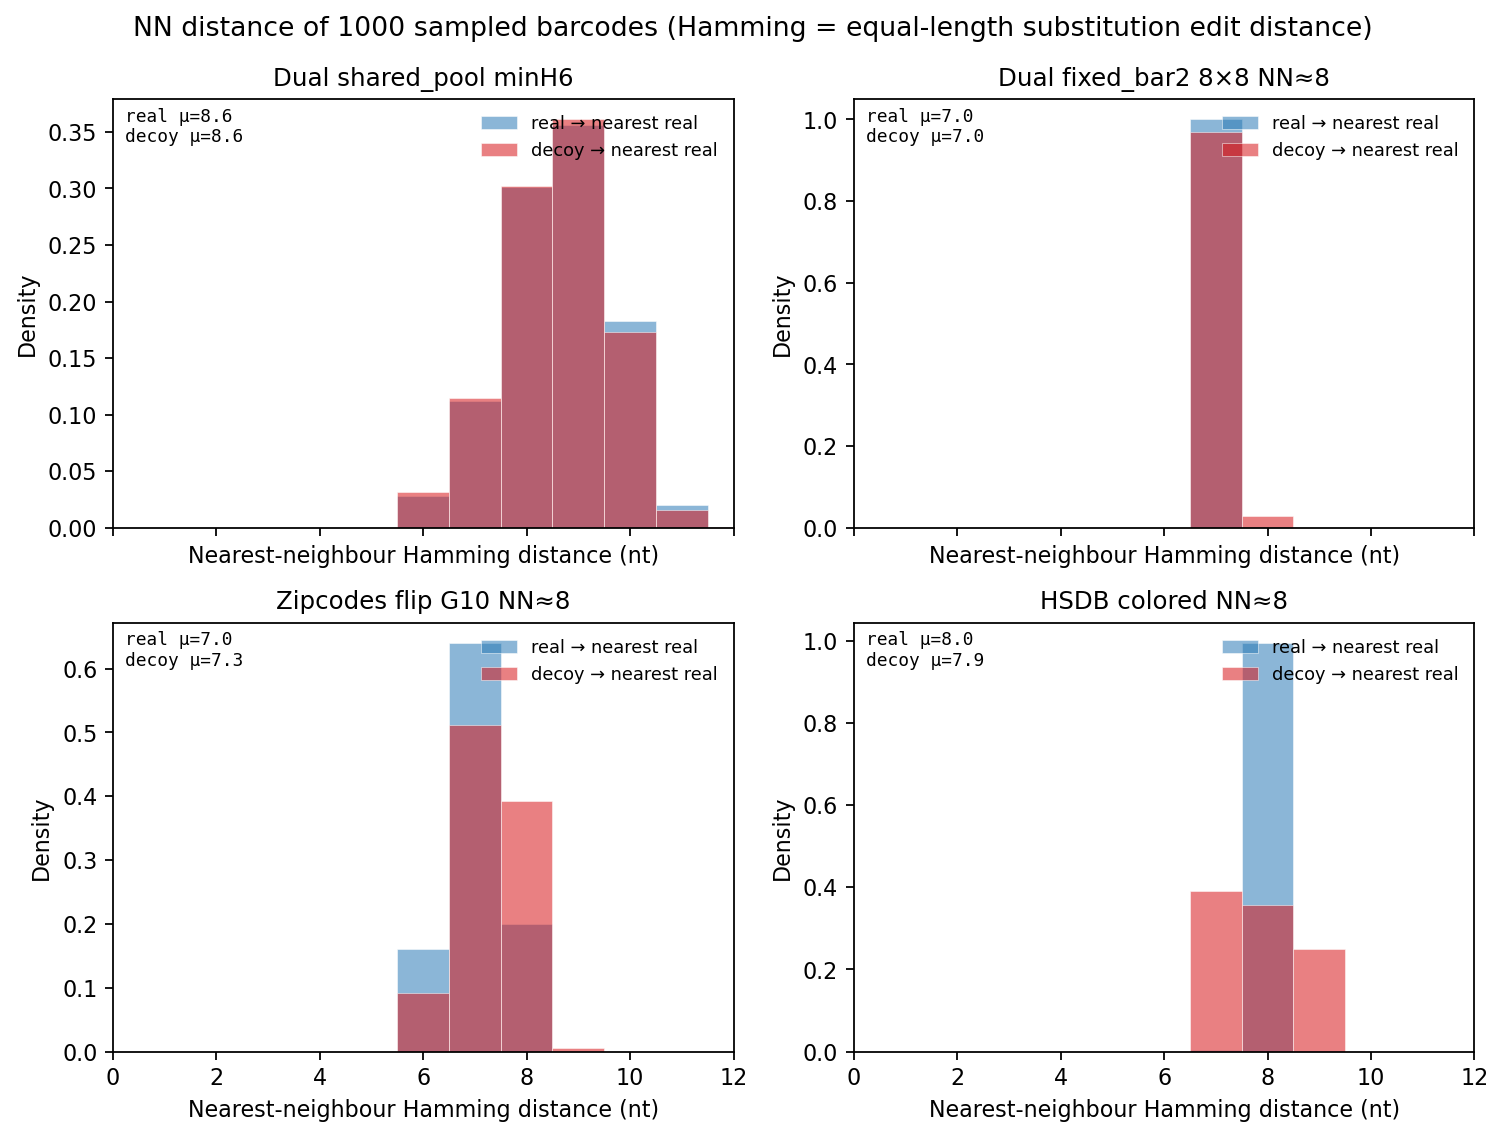 NN distance of 1000 sampled barcodes (Hamming = equal-length substitution edit distance)
Dual shared_pool minH6
real μ=8.6
decoy μ=8.6
real → nearest real
decoy → nearest real
0.35
0.30
0.25
0.20
0.15
0.10
0.05
0.00
Density
Nearest-neighbour Hamming distance (nt)
Dual fixed_bar2 8×8 NN≈8
real μ=7.0
decoy μ=7.0
real → nearest real
decoy → nearest real
1.0
0.8
0.6
0.4
0.2
0.0
Density
Nearest-neighbour Hamming distance (nt)
Zipcodes flip G10 NN≈8
real μ=7.0
decoy μ=7.3
real → nearest real
decoy → nearest real
0.6
0.5
0.4
0.3
0.2
0.1
0.0
Density
0 2 4 6 8 10 12
Nearest-neighbour Hamming distance (nt)
HSDB colored NN≈8
real μ=8.0
decoy μ=7.9
real → nearest real
decoy → nearest real
1.0
0.8
0.6
0.4
0.2
0.0
Density
0 2 4 6 8 10 12
Nearest-neighbour Hamming distance (nt)